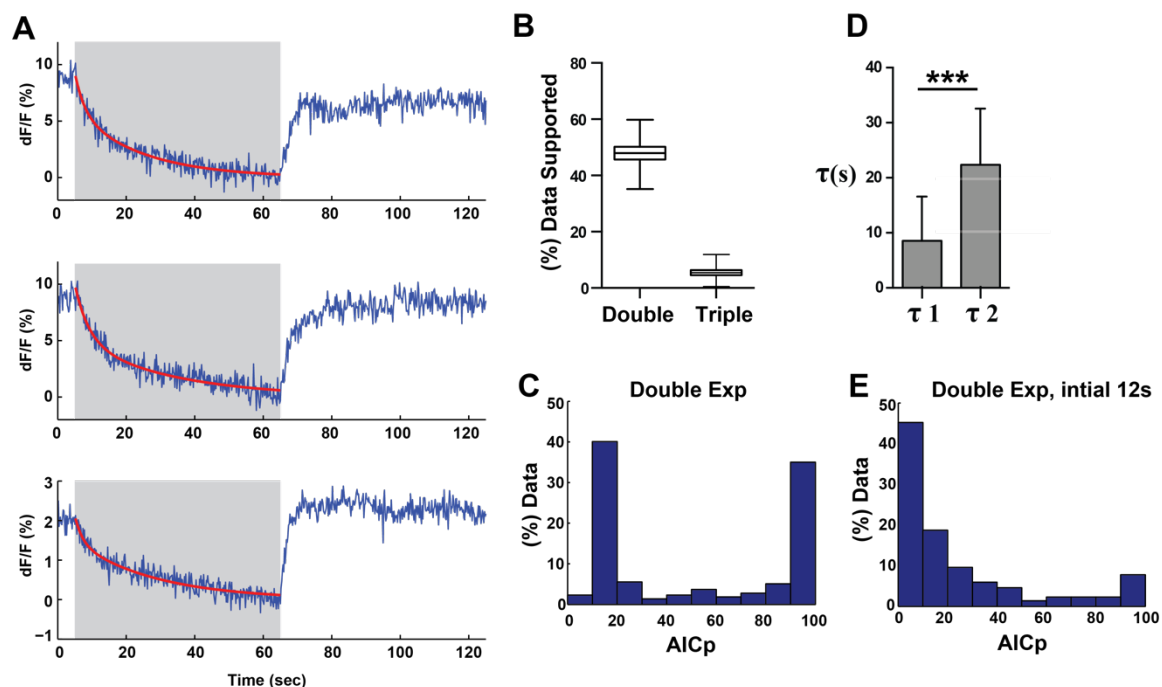 A
dF/F (%)
10
5
0
0 20 40 60 80 100 120
dF/F (%)
10
5
0
0 20 40 60 80 100 120
dF/F (%)
3
2
1
0
−1
0 20 40 60 80 100 120
Time (sec)
B
(%) Data Supported
80
60
40
20
0
Double Triple
D
τ(s)
40
30
20
10
0
***
τ 1 τ 2
C
Double Exp
(%) Data
50
40
30
20
10
0
0 20 40 60 80 100
AICp
E
Double Exp, intial 12s
(%) Data
50
40
30
20
10
0
0 20 40 60 80 100
AICp